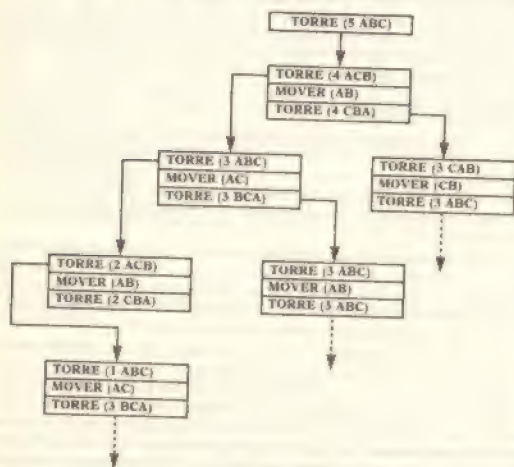 TORRE (5 ABC)
TORRE (4 ACB)
MOVER (AB)
TORRE (4 CBA)
TORRE (3 ABC)
MOVER (AC)
TORRE (3 BCA)
TORRE (3 CAB)
MOVER (CB)
TORRE (3 ABC)
TORRE (2 ACB)
MOVER (AB)
TORRE (2 CBA)
TORRE (3 ABC)
MOVER (AB)
TORRE (3 ABC)
TORRE (1 ABC)
MOVER (AC)
TORRE (3 BCA)